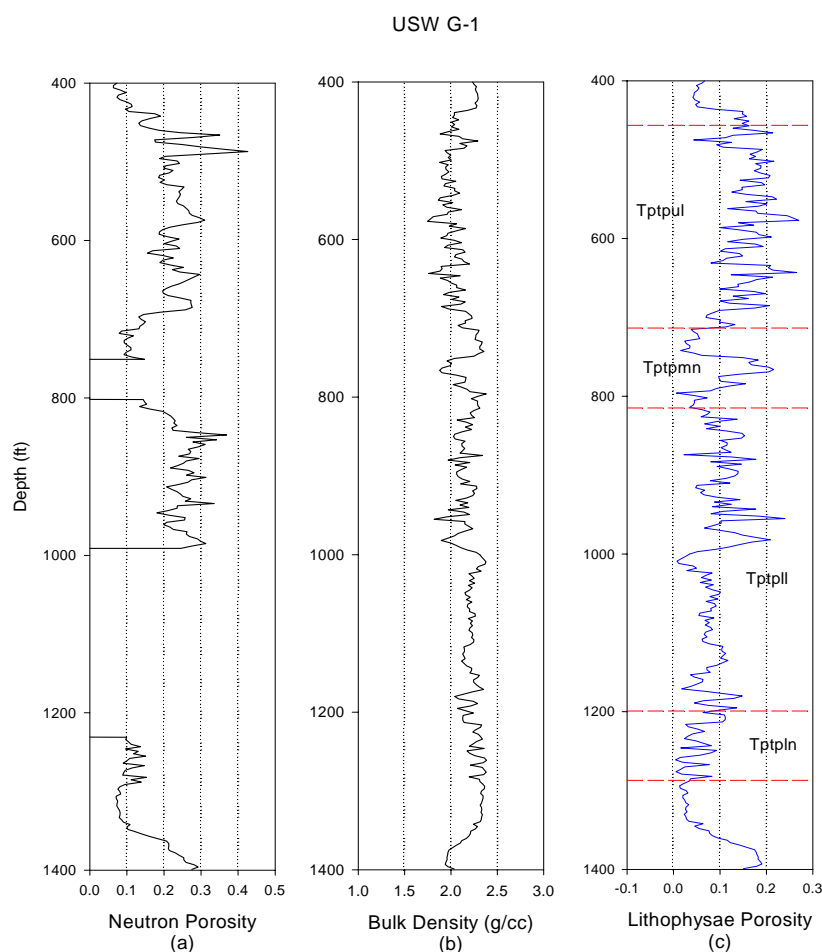 USW G-1
400
600
800
1000
1200
1400
Depth (ft)
0.0 0.1 0.2 0.3 0.4 0.5
Neutron Porosity
(a)
400
600
800
1000
1200
1400
1.0 1.5 2.0 2.5 3.0
Bulk Density (g/cc)
(b)
400
600
800
1000
1200
1400
Tptpul
Tptpmn
Tptpll
Tptpln
-0.1 0.0 0.1 0.2 0.3
Lithophysae Porosity
(c)